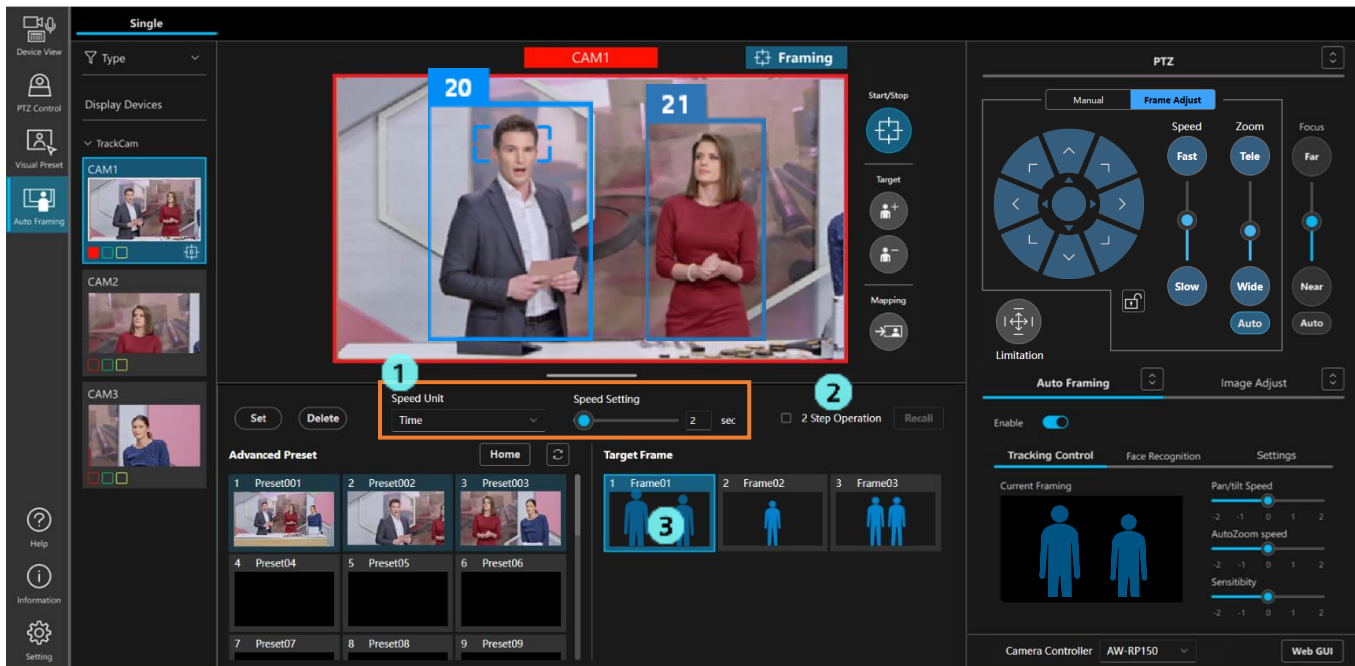 Device View
PTZ Control
Visual Preset
Auto Framing
Help
Information
Setting
Single
Type
Display Devices
TrackCam
CAM1
CAM2
CAM3
CAM1
Framing
20
21
Start/Stop
Target
Mapping
1
Speed Unit
Time
Speed Setting
2 sec
2
2 Step Operation
Recall
Set
Delete
Advanced Preset
Home
1 Preset001
2 Preset002
3 Preset003
4 Preset04
5 Preset05
6 Preset06
7 Preset07
8 Preset08
9 Preset09
Target Frame
1 Frame01
2 Frame02
3 Frame03
3
PTZ
Manual
Frame Adjust
Speed
Zoom
Focus
Fast
Tele
Far
Slow
Wide
Near
Auto
Auto
Limitation
Auto Framing
Image Adjust
Enable
Tracking Control
Face Recognition
Settings
Current Framing
Pan/tilt Speed
-2 -1 0 1 2
AutoZoom speed
-2 -1 0 1 2
Sensitibity
-2 -1 0 1 2
Camera Controller
AW-RP150
Web GUI